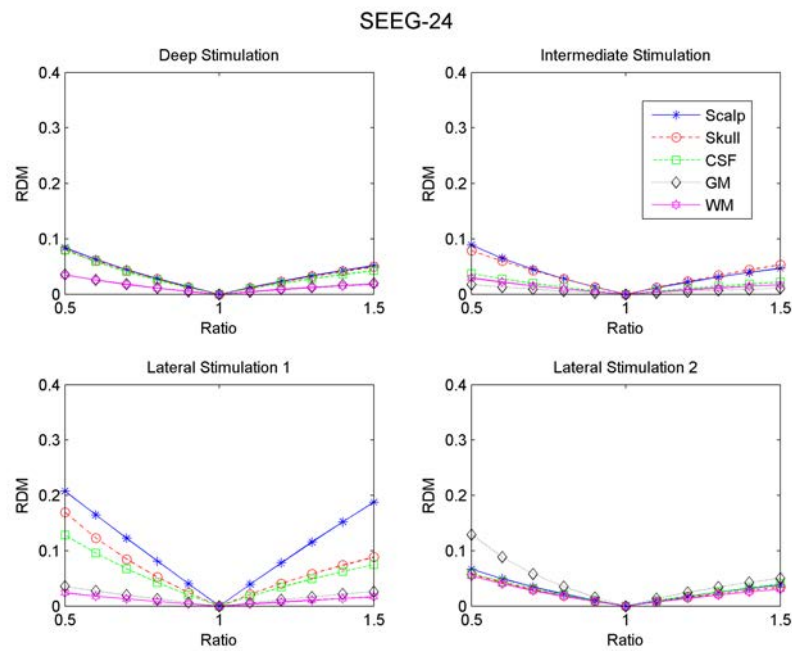 SEEG-24
Deep Stimulation
0.4
0.3
0.2
0.1
0
RDM
0.5
1
1.5
Ratio
Intermediate Stimulation
0.4
0.3
0.2
0.1
0
RDM
0.5
1
1.5
Ratio
Scalp
Skull
CSF
GM
WM
Lateral Stimulation 1
0.4
0.3
0.2
0.1
0
RDM
0.5
1
1.5
Ratio
Lateral Stimulation 2
0.4
0.3
0.2
0.1
0
RDM
0.5
1
1.5
Ratio